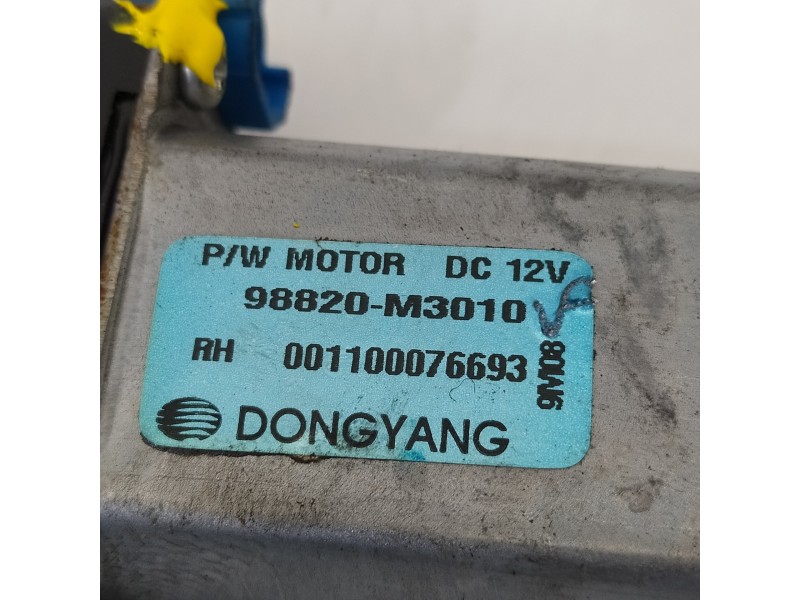 P/W MOTOR DC 12V
98820-M3010
RH 001100076693
9M08
DONGYANG